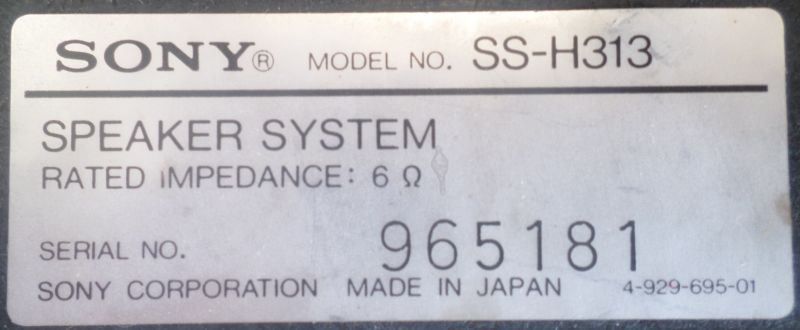 SONY® MODEL NO. SS-H313
SPEAKER SYSTEM
RATED IMPEDANCE: 6 Ω
SERIAL NO. 965181
SONY CORPORATION MADE IN JAPAN 4-929-695-01